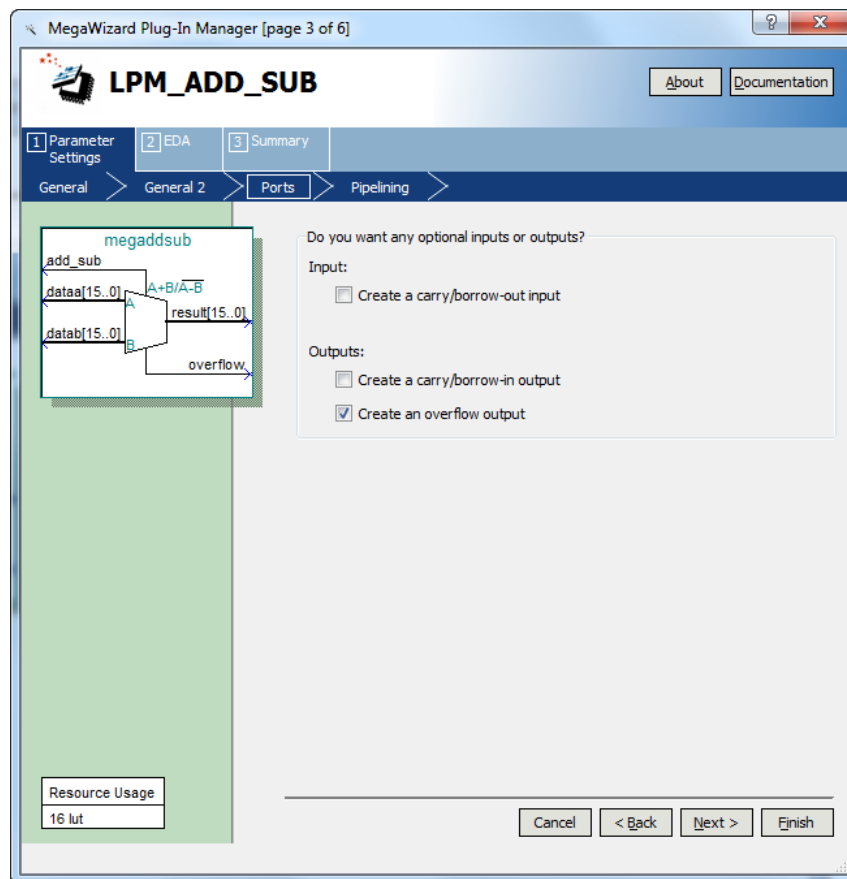 MegaWizard Plug-In Manager [page 3 of 6]
LPM_ADD_SUB
About
Documentation
1 Parameter Settings
2 EDA
3 Summary
General
General 2
Ports
Pipelining
megaddsub
add_sub
A+B/A-B
dataa[15..0]
A
result[15..0]
datab[15..0]
B
overflow
Do you want any optional inputs or outputs?
Input:
Create a carry/borrow-out input
Outputs:
Create a carry/borrow-in output
Create an overflow output
Resource Usage
16 lut
Cancel
< Back
Next >
Finish